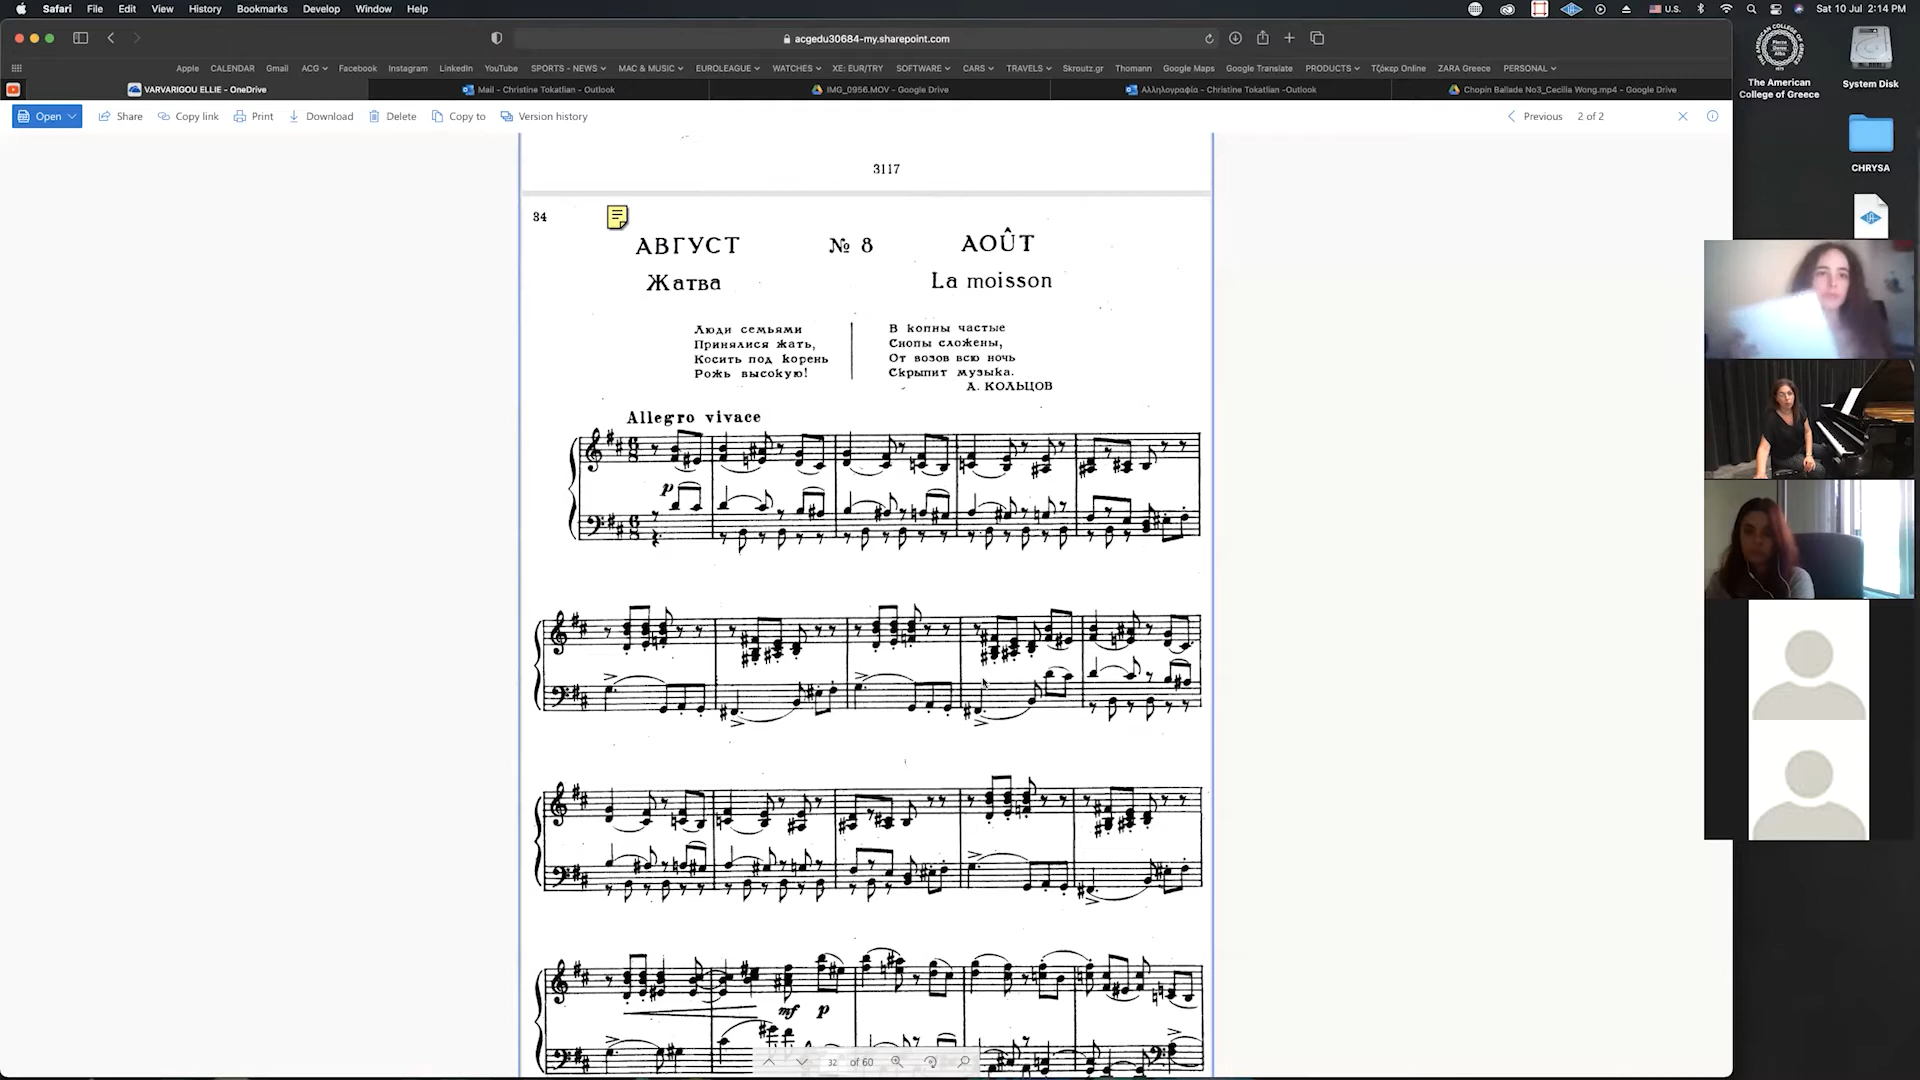 Safari File Edit View History Bookmarks Develop Window Help U.S. Sat 10 Jul 2:14 PM
acgedu30684-my.sharepoint.com
Apple CALENDAR Gmail ACG Facebook Instagram LinkedIn YouTube SPORTS - NEWS MAC & MUSIC EUROLEAGUE WATCHES XE: EUR/TRY SOFTWARE CARS TRAVELS Skroutz.gr Thomann Google Maps Google Translate PRODUCTS Τζόκερ Online ZARA Greece PERSONAL
VARVARIGOU ELLIE - OneDrive Mail - Christine Tokatlian - Outlook IMG_0956.MOV - Google Drive Αλληλογραφία - Christine Tokatlian -Outlook Chopin Ballade No3_Cecilia Wong.mp4 - Google Drive
Open Share Copy link Print Download Delete Copy to Version history Previous 2 of 2
The American
College of Greece
System Disk
CHRYSA
3117
34
АВГУСТ № 8 AOÛT
Жатва La moisson
Люди семьями
Принялися жать,
Косить под корень
Рожь высокую!
В копны частые
Снопы сложены,
От возов всю ночь
Скрыпит музыка.
А. КОЛЬЦОВ
Allegro vivace
6 8
p
6 8
mf p
32 of 60